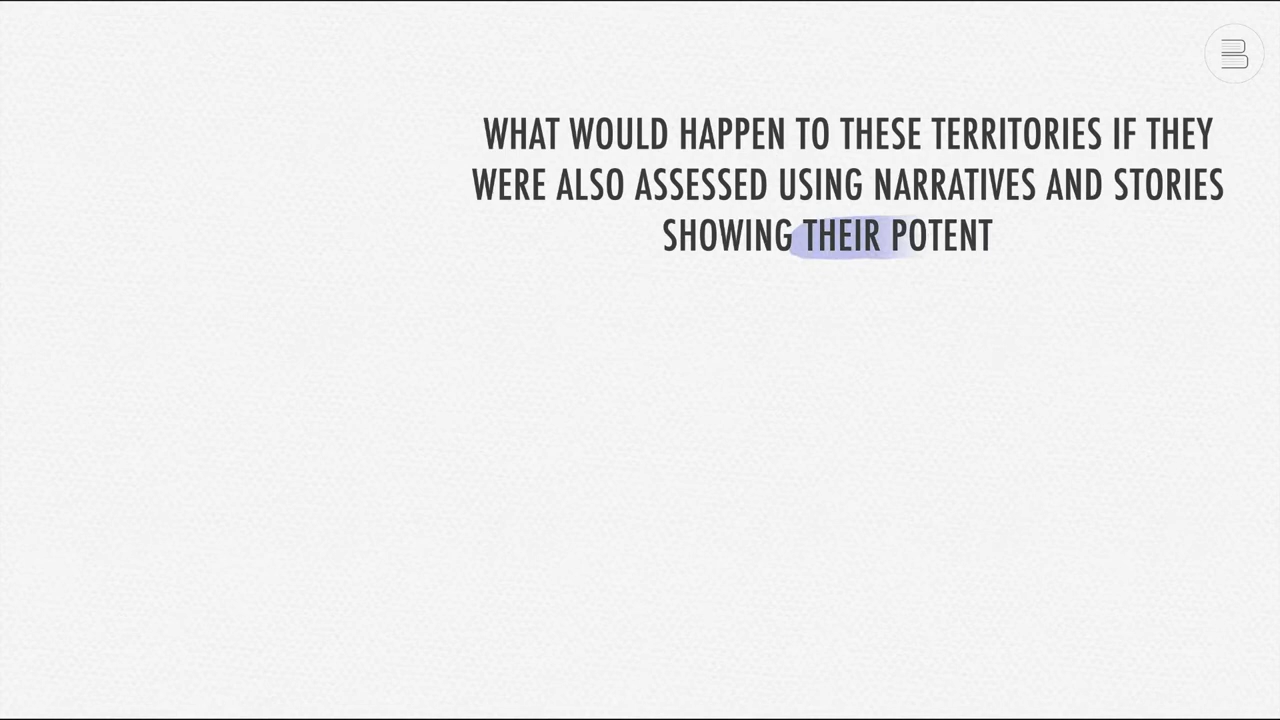 WHAT WOULD HAPPEN TO THESE TERRITORIES IF THEY
WERE ALSO ASSESSED USING NARRATIVES AND STORIES
SHOWING THEIR POTENT